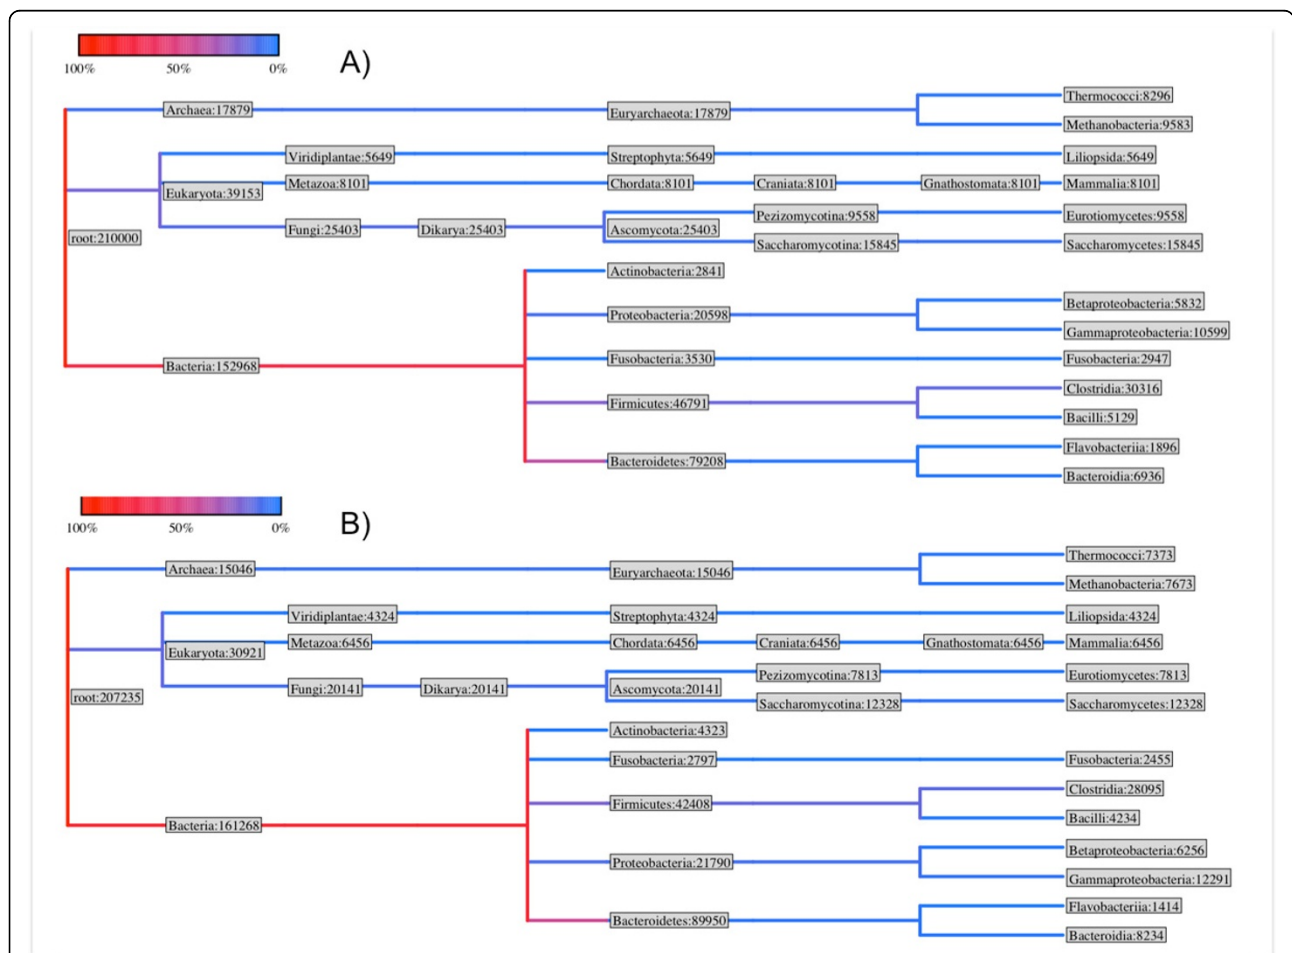 A)
100% 50% 0%
Thermococci:8296
Archaea:17879 Euryarchaeota:17879
Methanobacteria:9583
Viridiplantae:5649 Streptophyta:5649 Liliopsida:5649
Metazoa:8101 Chordata:8101 Craniata:8101 Gnathostomata:8101 Mammalia:8101
Eukaryota:39153
Pezizomycotina:9558 Eurotiomycetes:9558
Fungi:25403 Dikarya:25403 Ascomycota:25403
root:210000
Saccharomycotina:15845 Saccharomycetes:15845
Actinobacteria:2841
Betaproteobacteria:5832
Proteobacteria:20598
Gammaproteobacteria:10599
Fusobacteria:3530 Fusobacteria:2947
Bacteria:152968
Clostridia:30316
Firmicutes:46791
Bacilli:5129
Flavobacteriia:1896
Bacteroidetes:79208
Bacteroidia:6936
B)
100% 50% 0%
Thermococci:7373
Archaea:15046 Euryarchaeota:15046
Methanobacteria:7673
Viridiplantae:4324 Streptophyta:4324 Liliopsida:4324
Metazoa:6456 Chordata:6456 Craniata:6456 Gnathostomata:6456 Mammalia:6456
Eukaryota:30921
Pezizomycotina:7813 Eurotiomycetes:7813
Fungi:20141 Dikarya:20141 Ascomycota:20141
root:207235
Saccharomycotina:12328 Saccharomycetes:12328
Actinobacteria:4323
Fusobacteria:2797 Fusobacteria:2455
Clostridia:28095
Firmicutes:42408
Bacilli:4234
Bacteria:161268
Betaproteobacteria:6256
Proteobacteria:21790
Gammaproteobacteria:12291
Flavobacteriia:1414
Bacteroidetes:89950
Bacteroidia:8234